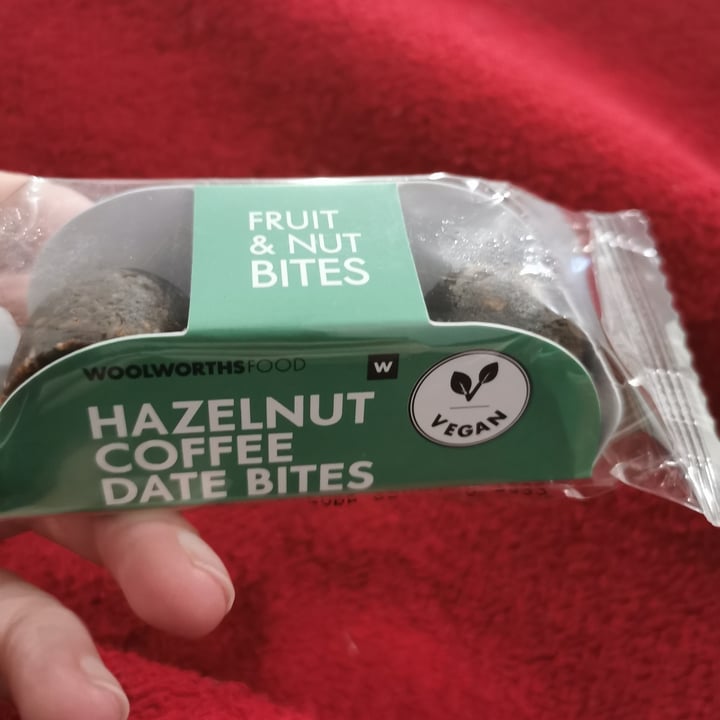 FRUIT
& NUT
BITES
WOOLWORTHSFOOD
W
VEGAN
HAZELNUT
COFFEE
DATE BITES